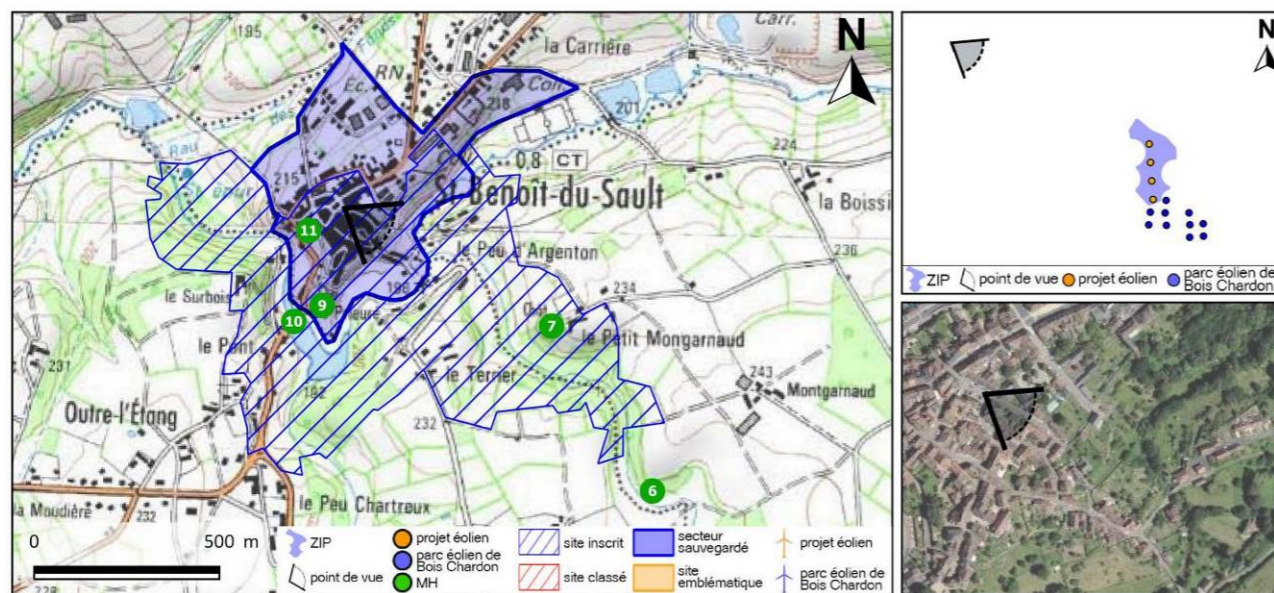 195
la Carrière
Carr.
N
RN
Éc.
218
201
0,8 CT
224
215
St-Benoît-du-Sault
la Boissi
11
le Peu d'Argenton
236
le Surbois
9
Prieuré
234
10
7
le Petit Mongarnaud
le Pont
231
192
le Terrier
243
Montgarnaud
Outre-l'Étang
232
6
la Moudière
232
le Peu Chartreux
0
500 m
ZIP
point de vue
projet éolien
parc éolien de
Bois Chardon
MH
site inscrit
site classé
secteur
sauvegardé
site
emblématique
projet éolien
parc éolien de
Bois Chardon
N
ZIP
point de vue
projet éolien
parc éolien de
Bois Chardon